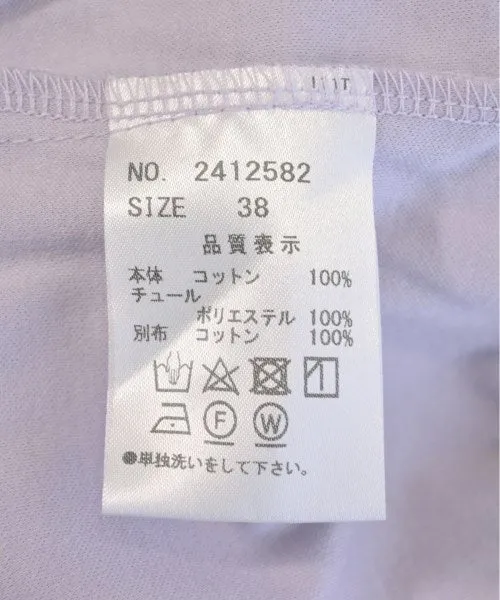 NO. 2412582
SIZE 38
品質表示
本体 コットン 100%
チュール
ポリエステル 100%
別布 コットン 100%
F W
●単独洗いをして下さい。